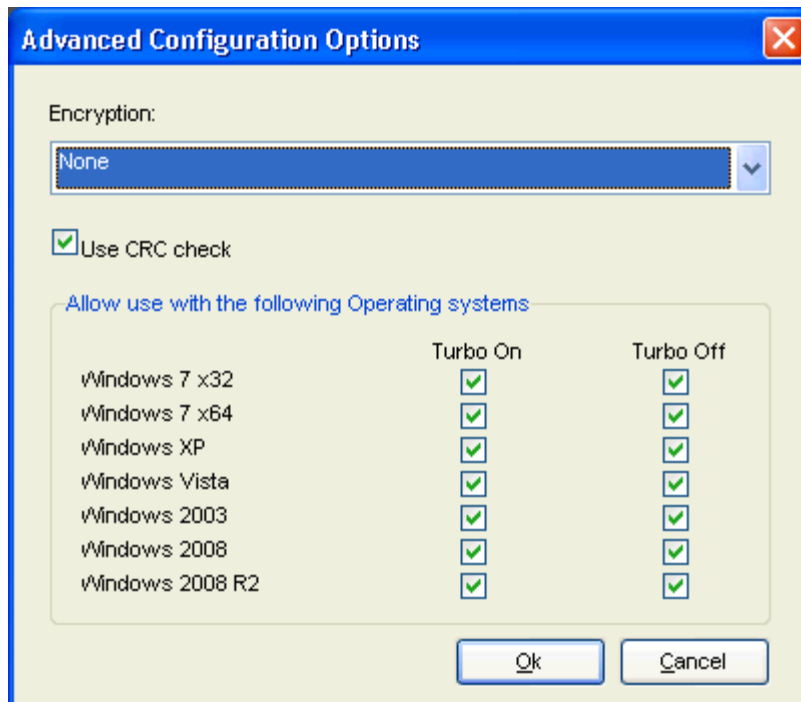 Advanced Configuration Options
Encryption:
None
Use CRC check
Allow use with the following Operating systems
Turbo On Turbo Off
Windows 7 x32
Windows 7 x64
Windows XP
Windows Vista
Windows 2003
Windows 2008
Windows 2008 R2
Ok Cancel